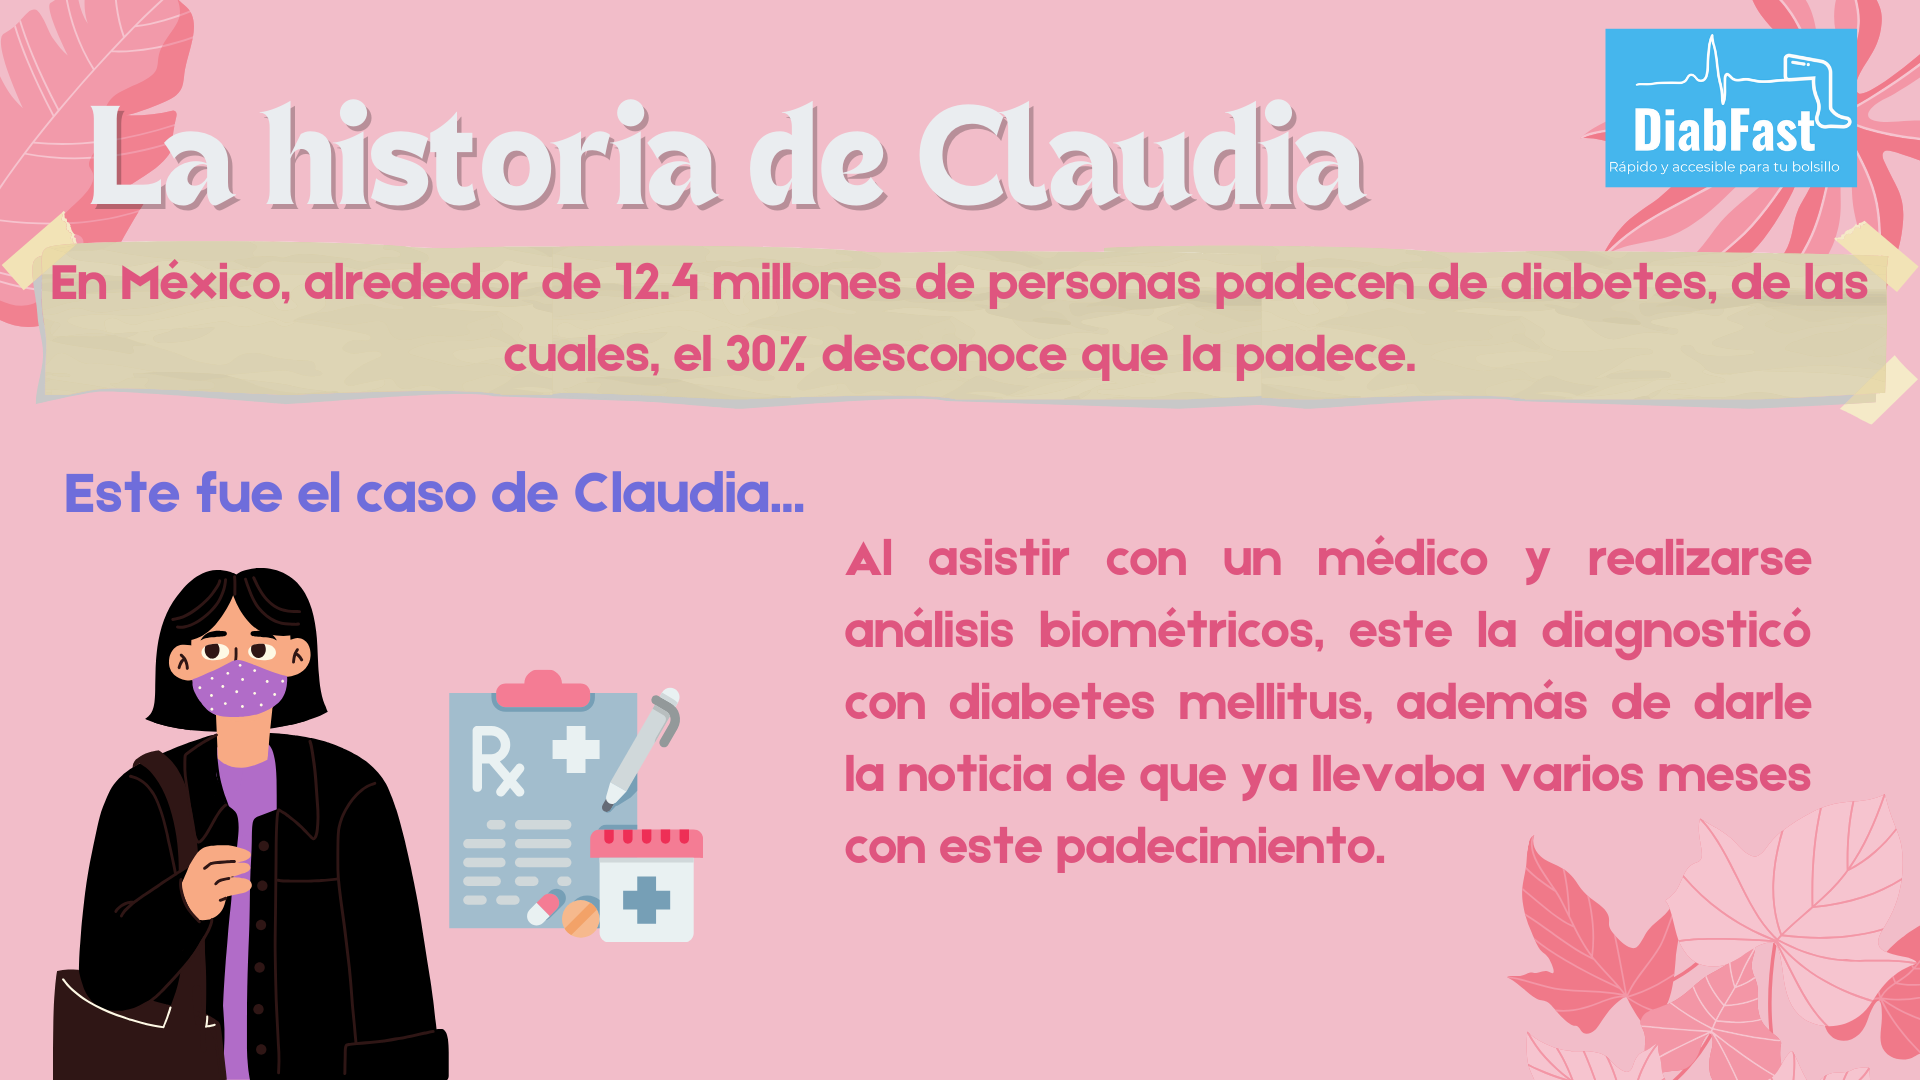 La historia de Claudia
DiabFast
Rápido y accesible para tu bolsillo
En México, alrededor de 12.4 millones de personas padecen de diabetes, de las
cuales, el 30% desconoce que la padece.
Este fue el caso de Claudia...
Al asistir con un médico y realizarse
análisis biométricos, este la diagnosticó
con diabetes mellitus, además de darle
la noticia de que ya llevaba varios meses
con este padecimiento.
Rx